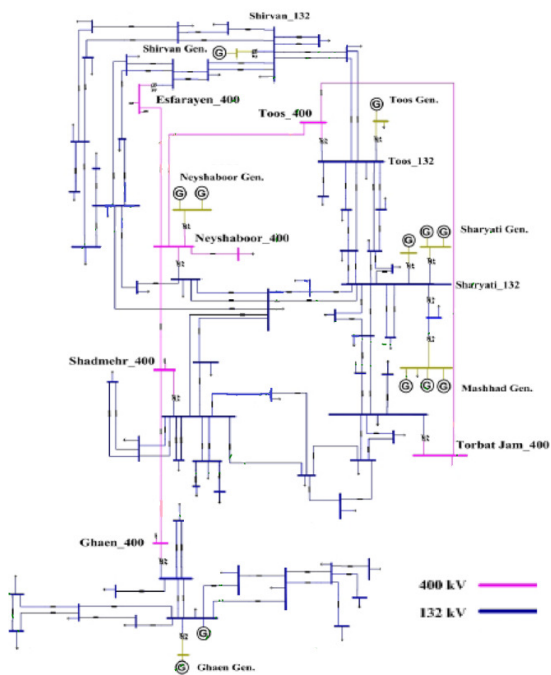 Shirvan_132
Shirvan Gen.
G
Esfarayen_400
Toos_400
G
Toos Gen.
Toos_132
Neyshaboor Gen.
G G
Neyshaboor_400
Sharyati Gen.
G G G
Sharyati_132
Shadmehr_400
G G G
Mashhad Gen.
Torbat Jam_400
Ghaen_400
400 kV
132 kV
G
G
Ghaen Gen.